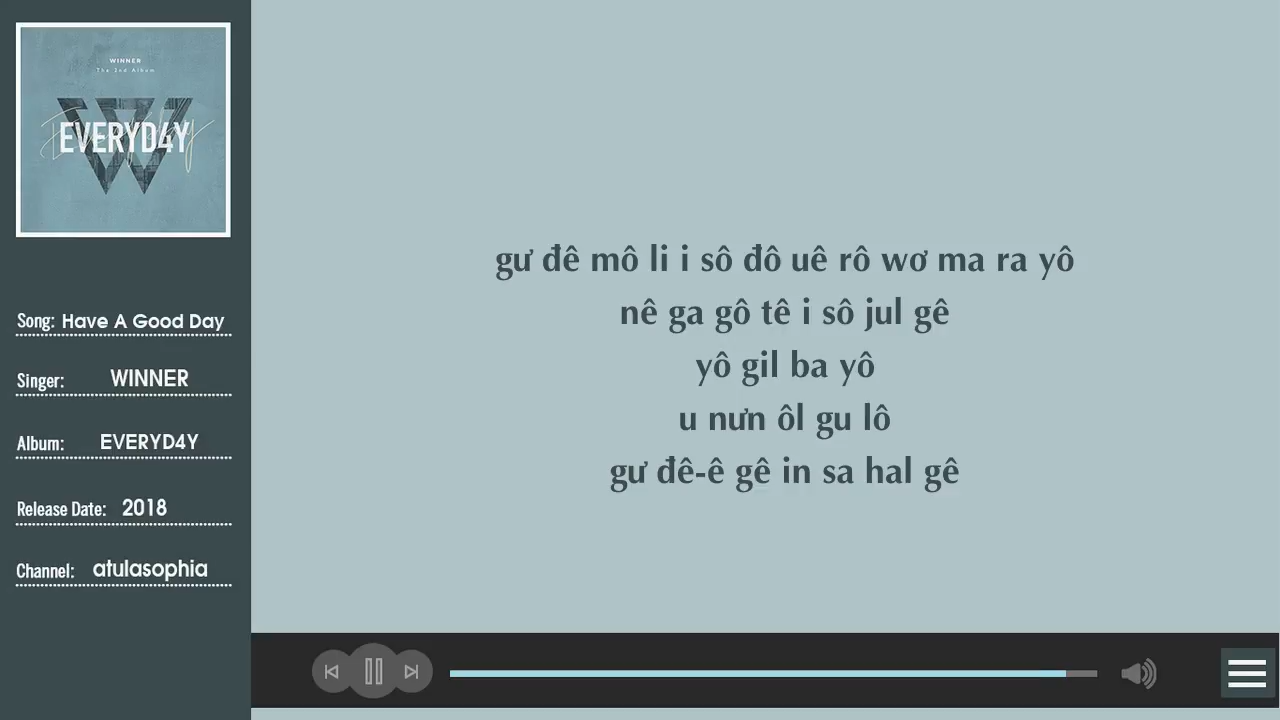 WINNER
The 2nd Album
EVERYD4Y
Song: Have A Good Day
Singer: WINNER
Album: EVERYD4Y
Release Date: 2018
Channel: atulasophia
gư đê mô li i sô đô uê rô wơ ma ra yô
nê ga gô tê i sô jul gê
yô gil ba yô
u nưn ôl gu lô
gư đê-ê gê in sa hal gê